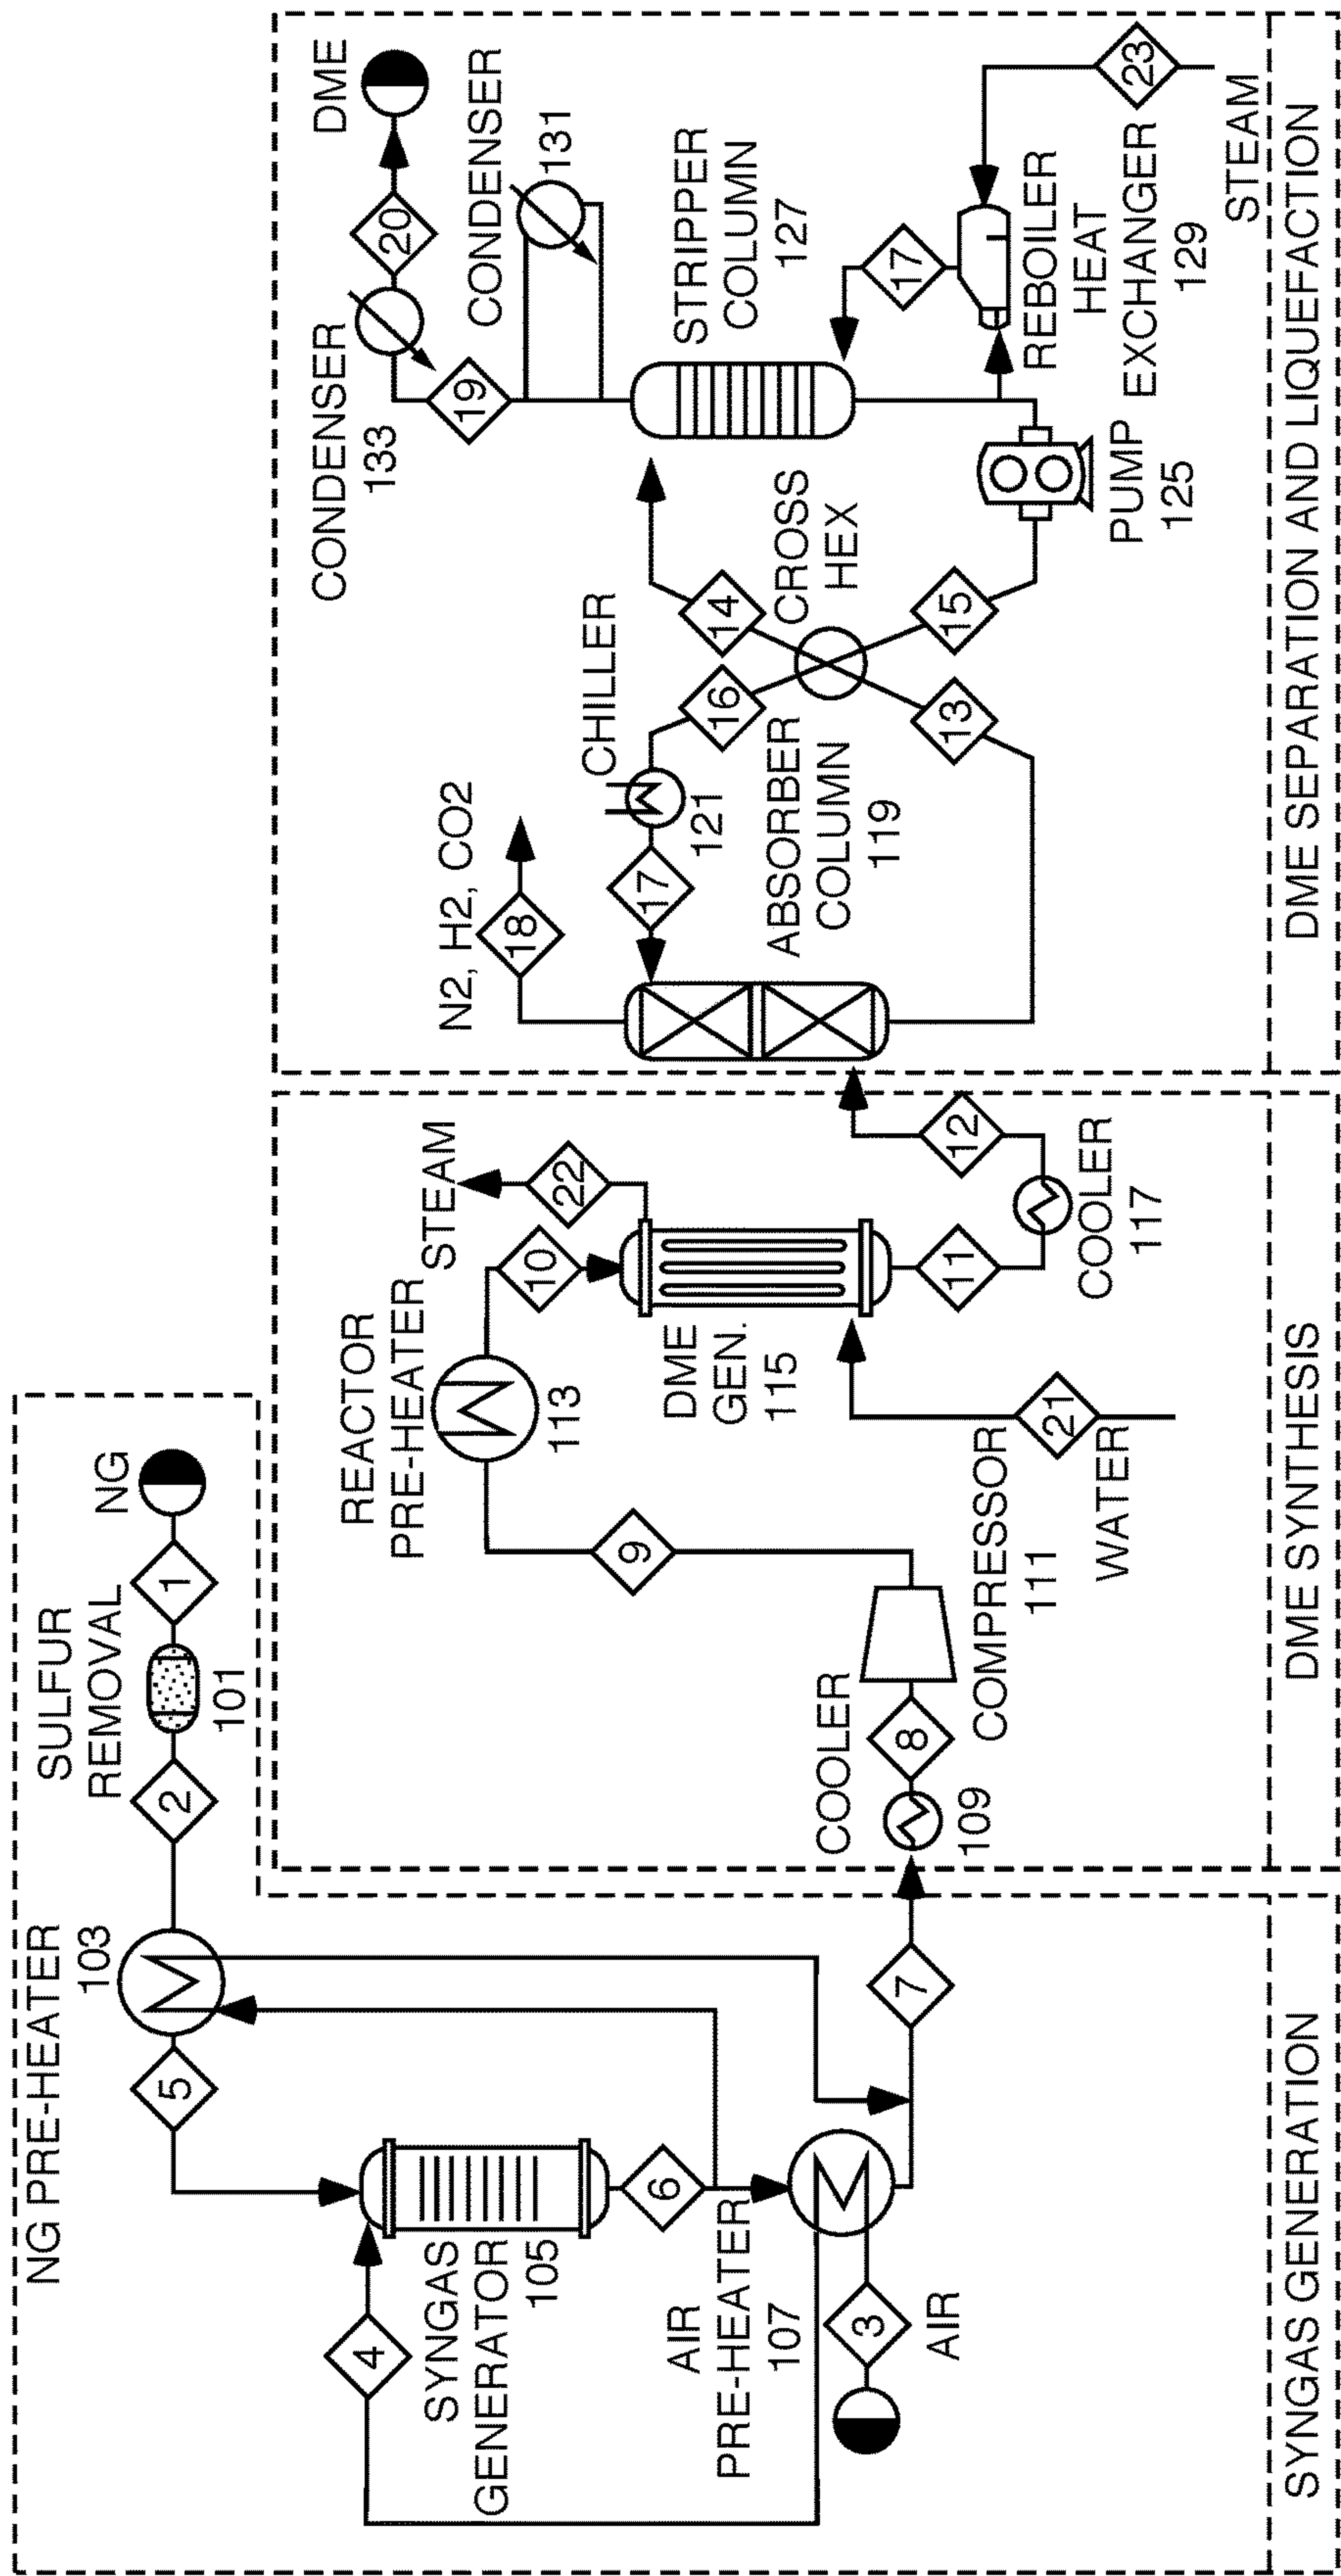 NG PRE-HEATER
103
SULFUR
REMOVAL
101
NG
1
2
5
4
SYNGAS
GENERATOR
105
6
AIR
PRE-HEATER
107
3
AIR
7
SYNGAS GENERATION
COOLER
109
8
COMPRESSOR
111
9
REACTOR
PRE-HEATER
113
10
STEAM
22
DME
GEN.
115
21
WATER
11
COOLER
117
12
DME SYNTHESIS
N2, H2, CO2
18
17
CHILLER
121
ABSORBER
COLUMN
119
16
14
CROSS
HEX
13
15
PUMP
125
STRIPPER
COLUMN
127
17
REBOILER
HEAT
EXCHANGER
129
23
STEAM
19
CONDENSER
131
CONDENSER
133
20
DME
DME SEPARATION AND LIQUEFACTION